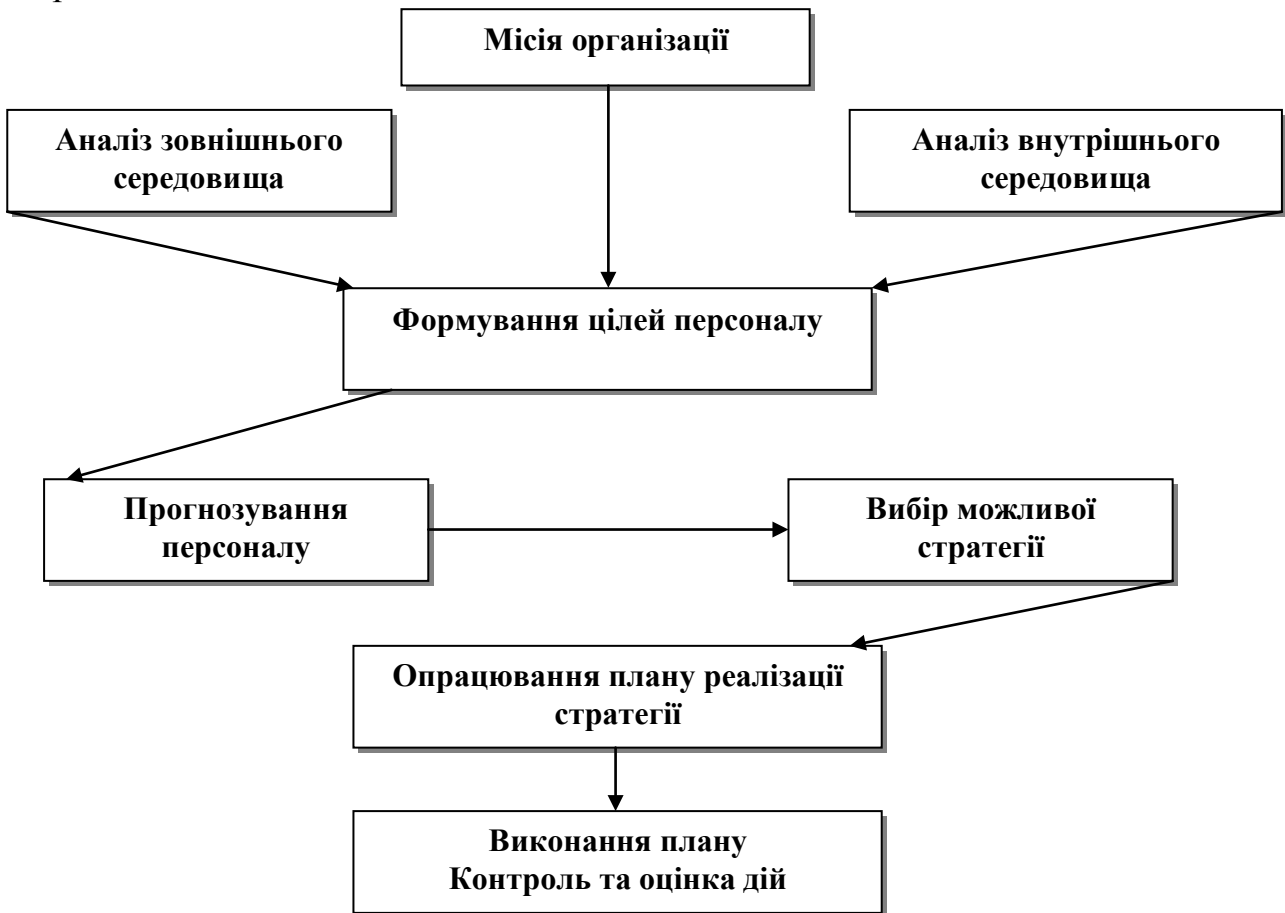 Місія організації
Аналіз зовнішнього
середовища
Аналіз внутрішнього
середовища
Формування цілей персоналу
Прогнозування
персоналу
Вибір можливої
стратегії
Опрацювання плану реалізації
стратегії
Виконання плану
Контроль та оцінка дій